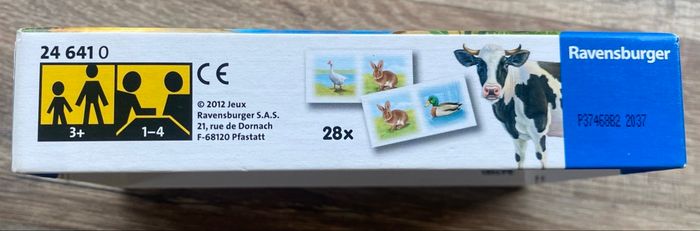 24 641 0
3+
1–4
CE
© 2012 Jeux
Ravensburger S.A.S.
21, rue de Dornach
F-68120 Pfastatt
28x
Ravensburger
P37468B2 2037